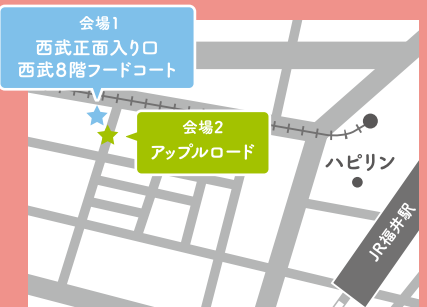 会場1
西武正面入り口
西武8階フードコート
会場2
アップルロード
ハピリン
JR福井駅